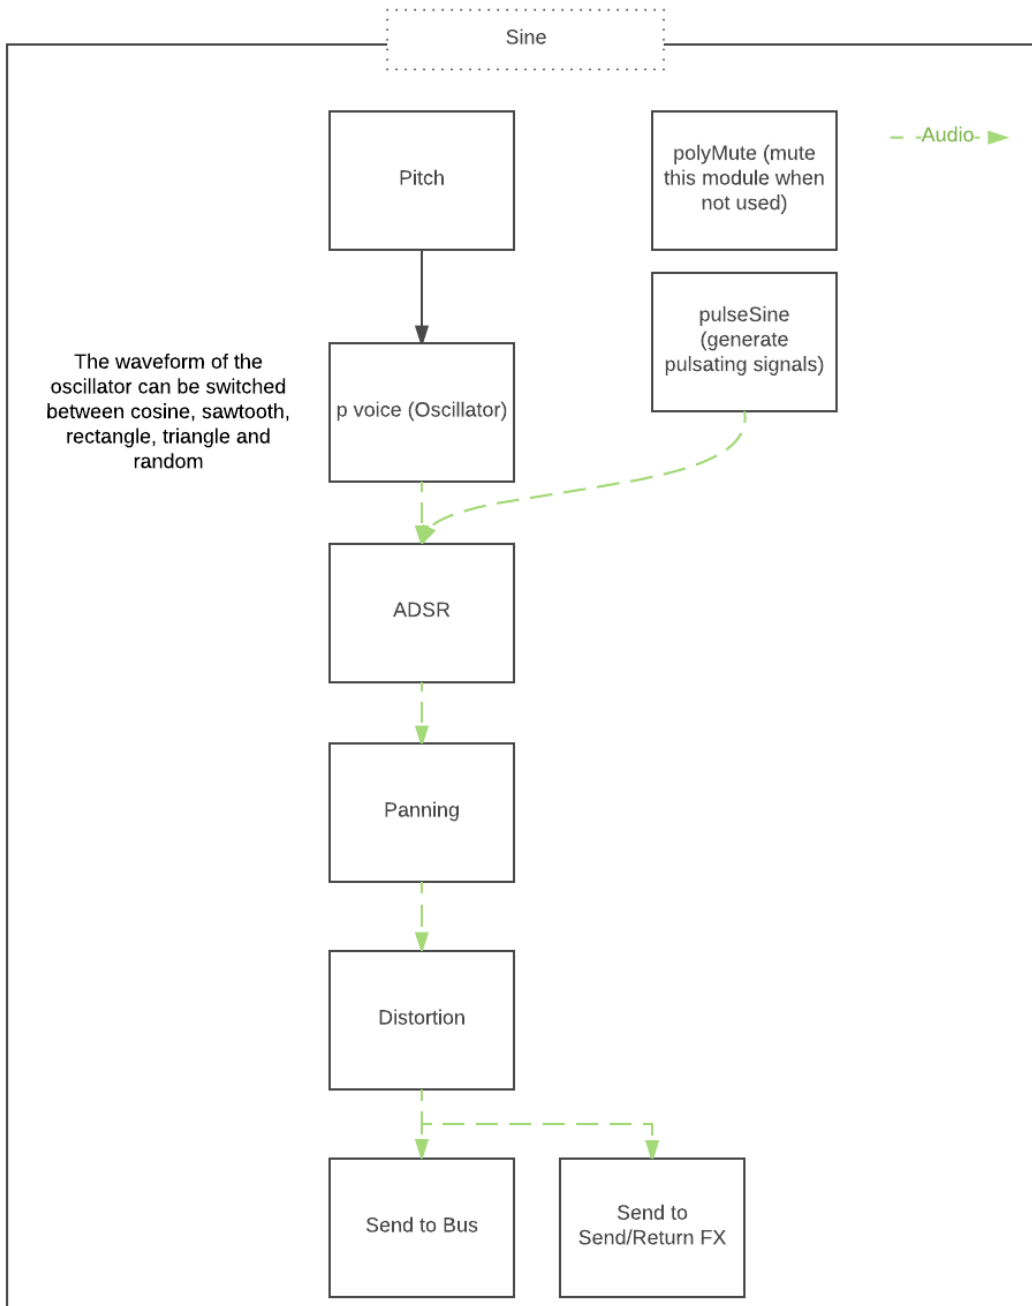 Sine
Pitch
polyMute (mute
this module when
not used)
Audio
pulseSine
(generate
pulsating signals)
The waveform of the
oscillator can be switched
between cosine, sawtooth,
rectangle, triangle and
random
p voice (Oscillator)
ADSR
Panning
Distortion
Send to Bus
Send to
Send/Return FX